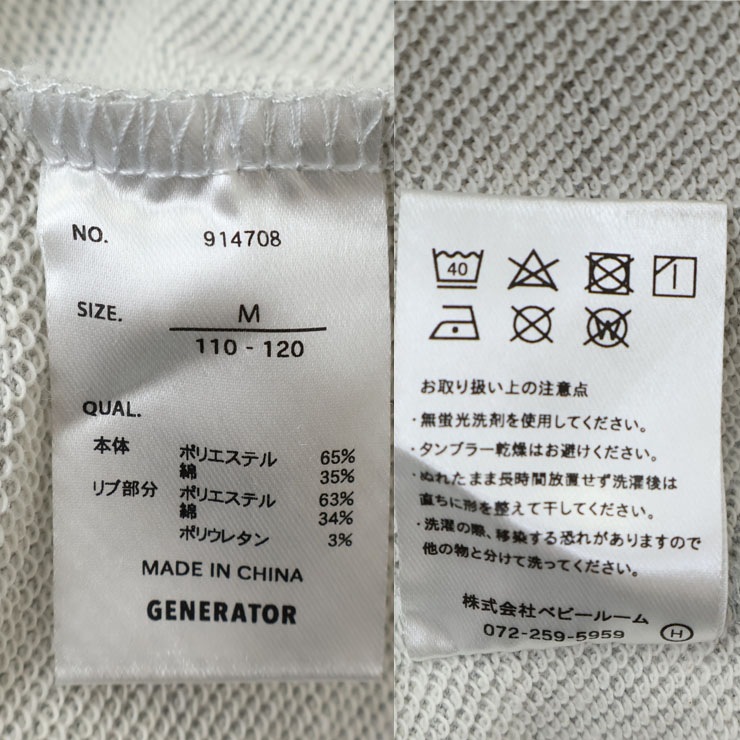 NO. 914708
SIZE. M
110 - 120
QUAL.
本体 ポリエステル 65%
綿 35%
リブ部分 ポリエステル 63%
綿 34%
ポリウレタン 3%
MADE IN CHINA
GENERATOR
40
W
お取り扱い上の注意点
・無蛍光洗剤を使用してください。
・タンブラー乾燥はお避けください。
・ぬれたまま長時間放置せず洗濯後は
直ちに形を整えて干してください。
・洗濯の際、移染する恐れがありますので
他の物と分けて洗ってください。
株式会社ベビールーム
072-259-5959 H